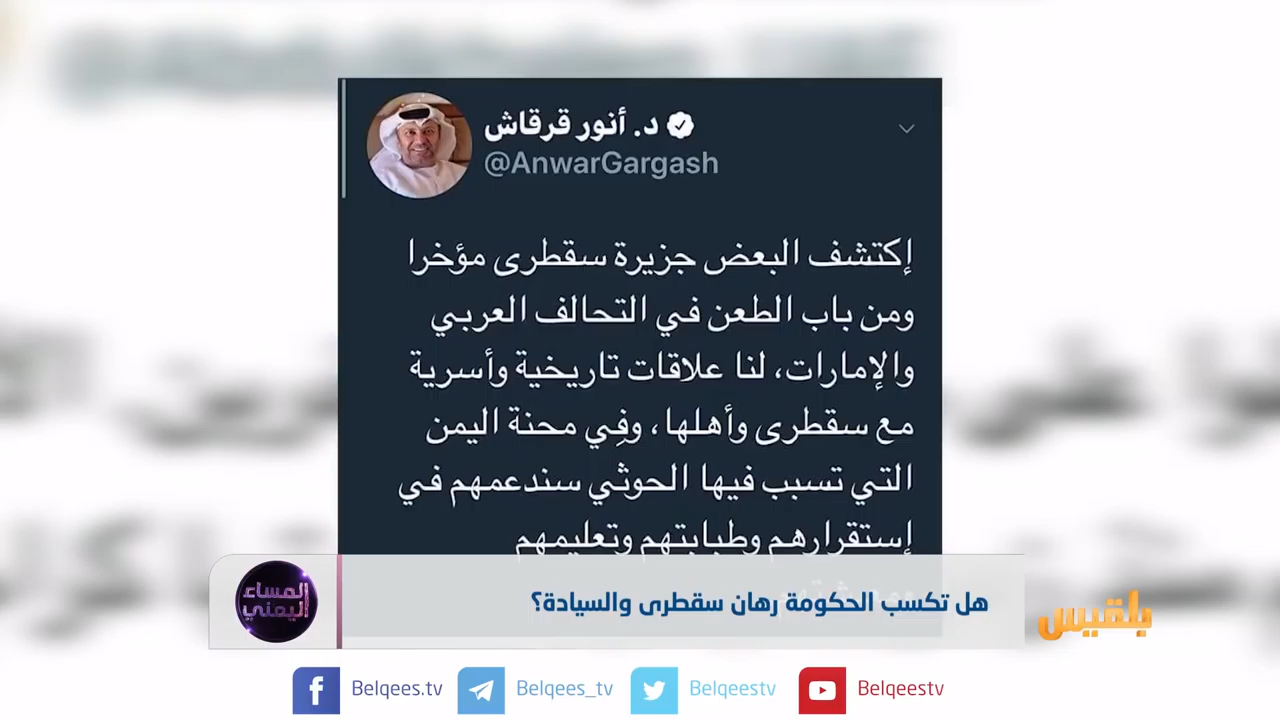 د. أنور قرقاش
@AnwarGargash
إكتشف البعض جزيرة سقطرى مؤخرا
ومن باب الطعن في التحالف العربي
والإمارات، لنا علاقات تاريخية وأسرية
مع سقطرى وأهلها، وفِي محنة اليمن
التي تسبب فيها الحوثي سندعمهم في
إستقرارهم وطبابتهم وتعليمهم
هل تكسب الحكومة رهان سقطرى والسيادة؟
المساء
اليمني
بلقيس
Belqees.tv
Belqees_tv
Belqeestv
Belqeestv